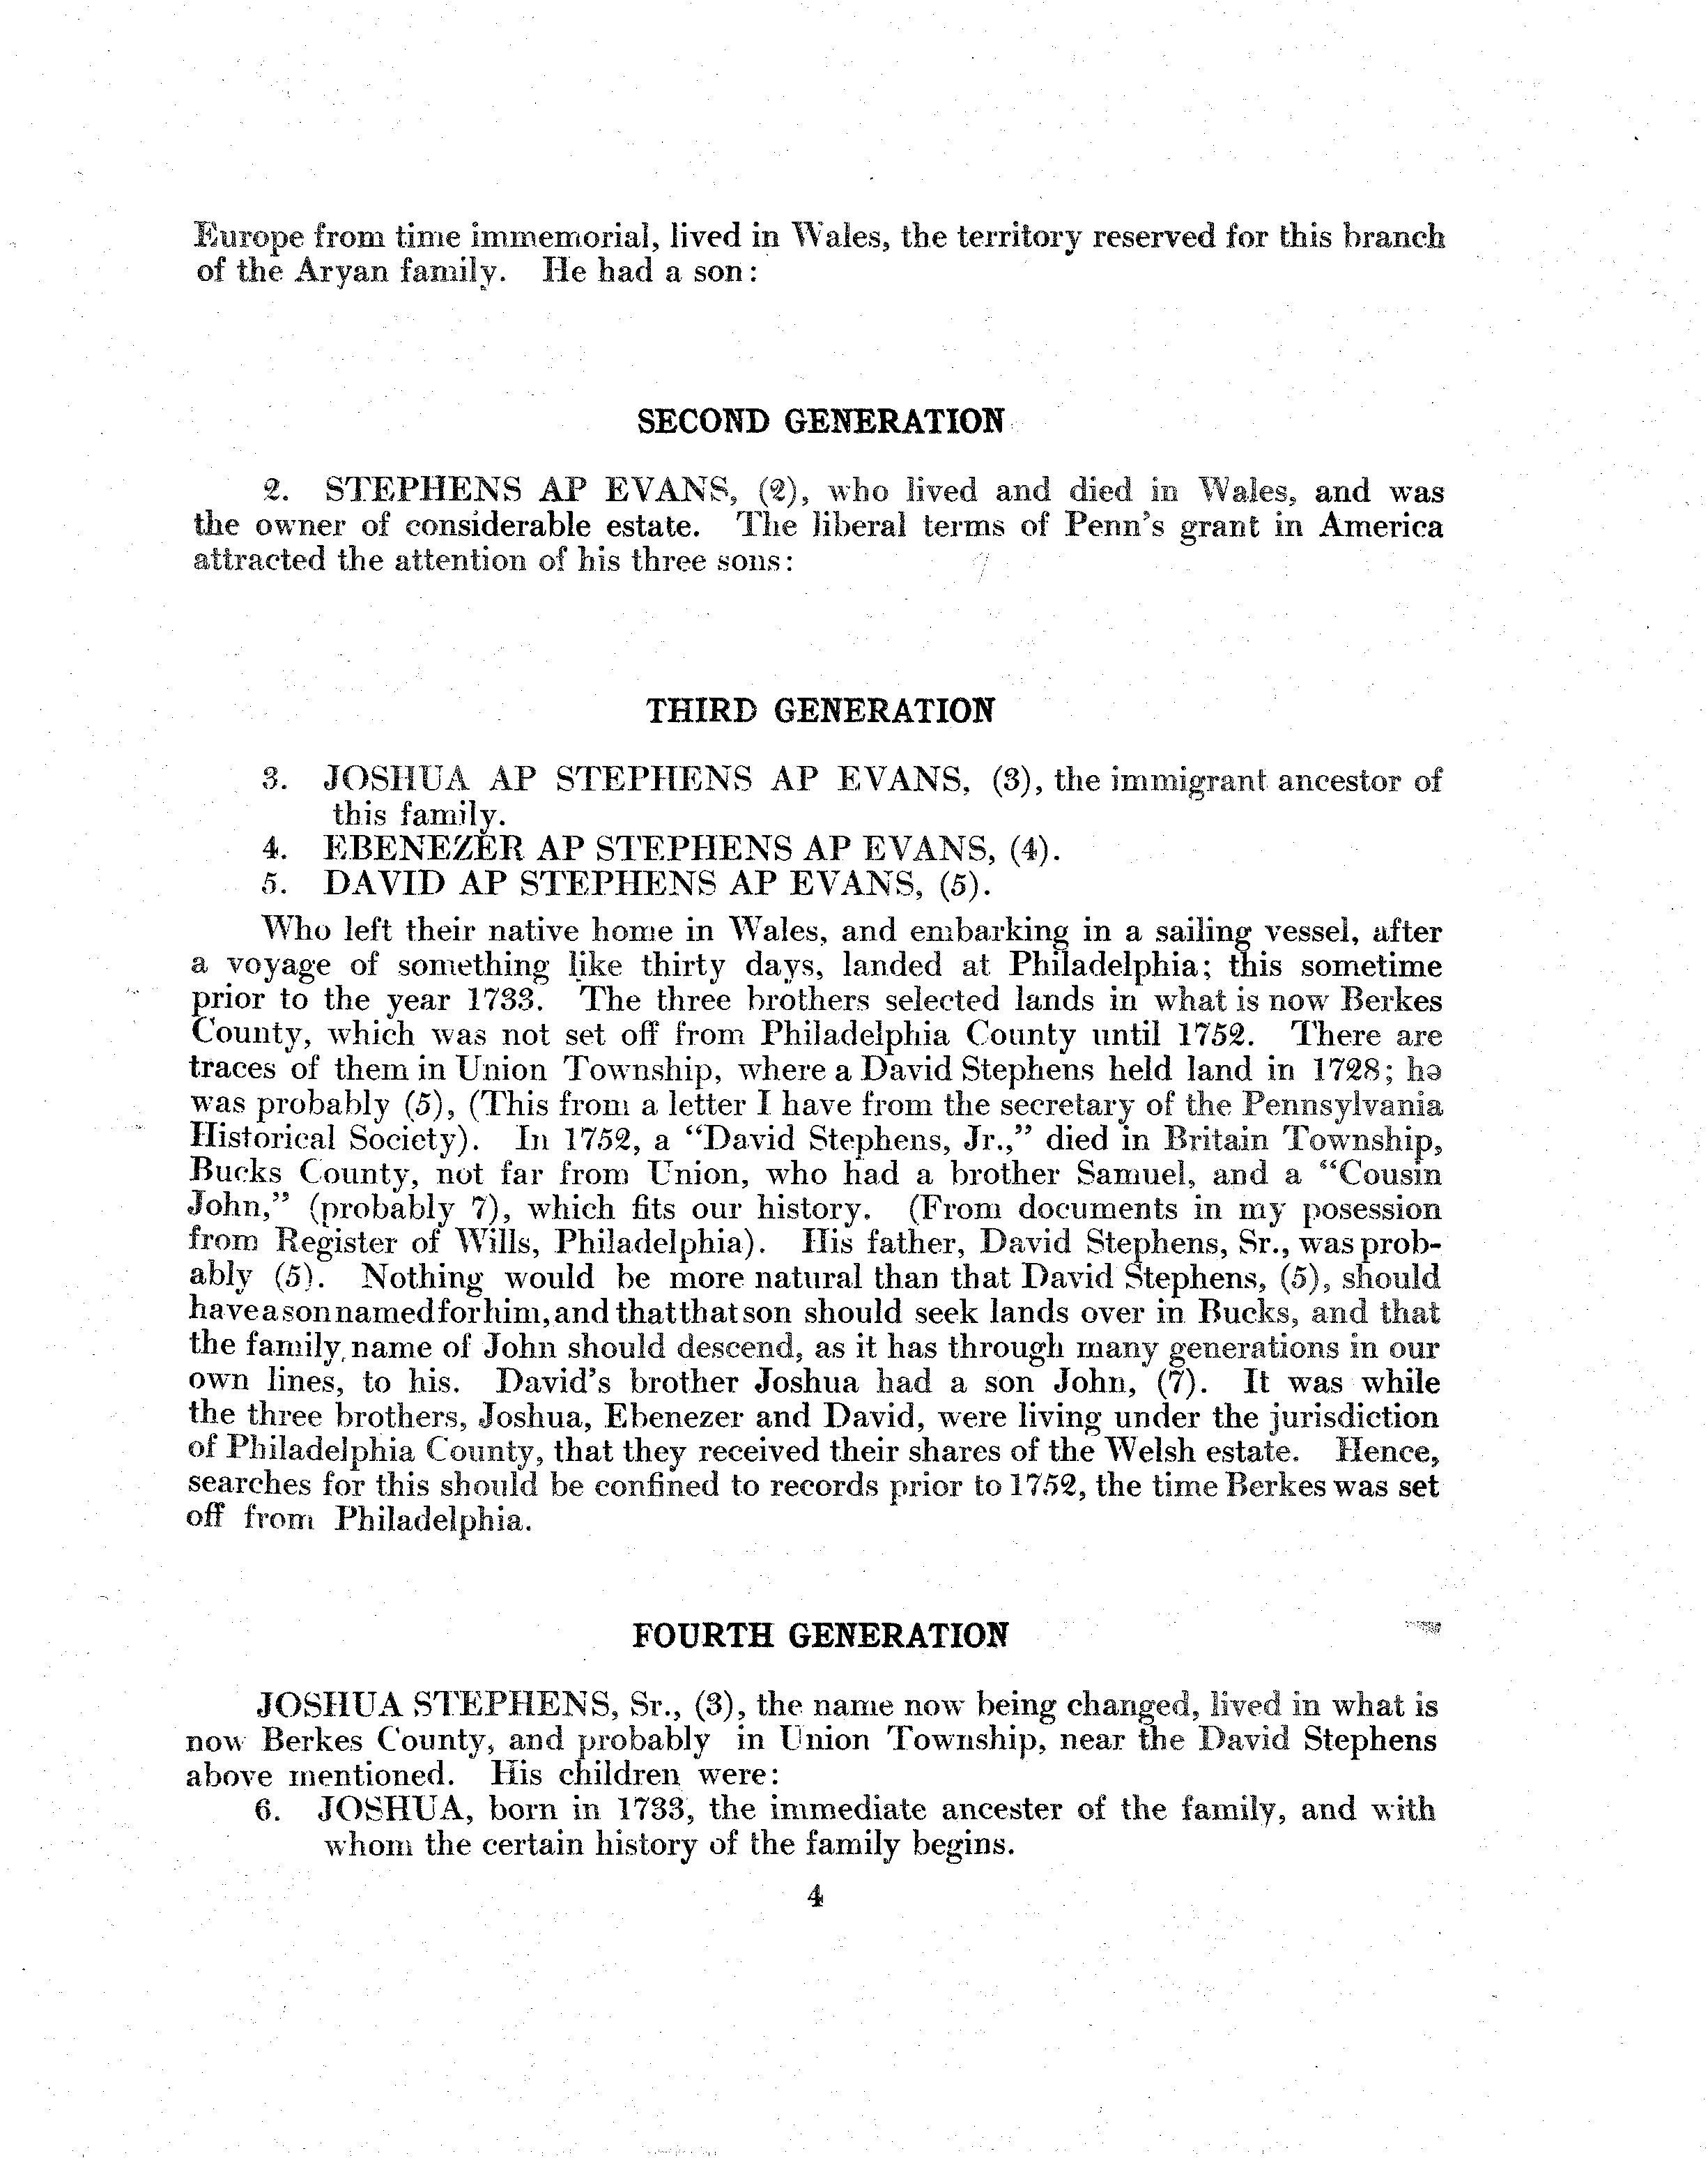 Europe from time immemorial, lived in Wales, the territory reserved for this branch
of the Aryan family. He had a son:
SECOND GENERATION
2. STEPHENS AP EVANS, (2), who lived and died in Wales, and was
the owner of considerable estate. The liberal terms of Penn's grant in America
attracted the attention of his three sons:
THIRD GENERATION
3. JOSHUA AP STEPHENS AP EVANS, (3), the immigrant ancestor of
this family.
4. EBENEZER AP STEPHENS AP EVANS, (4).
5. DAVID AP STEPHENS AP EVANS, (5).
Who left their native home in Wales, and embarking in a sailing vessel, after
a voyage of something like thirty days, landed at Philadelphia; this sometime
prior to the year 1733. The three brothers selected lands in what is now Berkes
County, which was not set off from Philadelphia County until 1752. There are
traces of them in Union Township, where a David Stephens held land in 1728; he
was probably (5), (This from a letter I have from the secretary of the Pennsylvania
Historical Society). In 1752, a "David Stephens, Jr.," died in Britain Township,
Bucks County, not far from Union, who had a brother Samuel, and a "Cousin
John," (probably 7), which fits our history. (From documents in my posession
from Register of Wills, Philadelphia). His father, David Stephens, Sr., was prob-
ably (5). Nothing would be more natural than that David Stephens, (5), should
have a son named for him, and that that son should seek lands over in Bucks, and that
the family name of John should descend, as it has through many generations in our
own lines, to his. David's brother Joshua had a son John, (7). It was while
the three brothers, Joshua, Ebenezer and David, were living under the jurisdiction
of Philadelphia County, that they received their shares of the Welsh estate. Hence,
searches for this should be confined to records prior to 1752, the time Berkes was set
off from Philadelphia.
FOURTH GENERATION
JOSHUA STEPHENS, Sr., (3), the name now being changed, lived in what is
now Berkes County, and probably in Union Township, near the David Stephens
above mentioned. His children were:
6. JOSHUA, born in 1733, the immediate ancester of the family, and with
whom the certain history of the family begins.
4